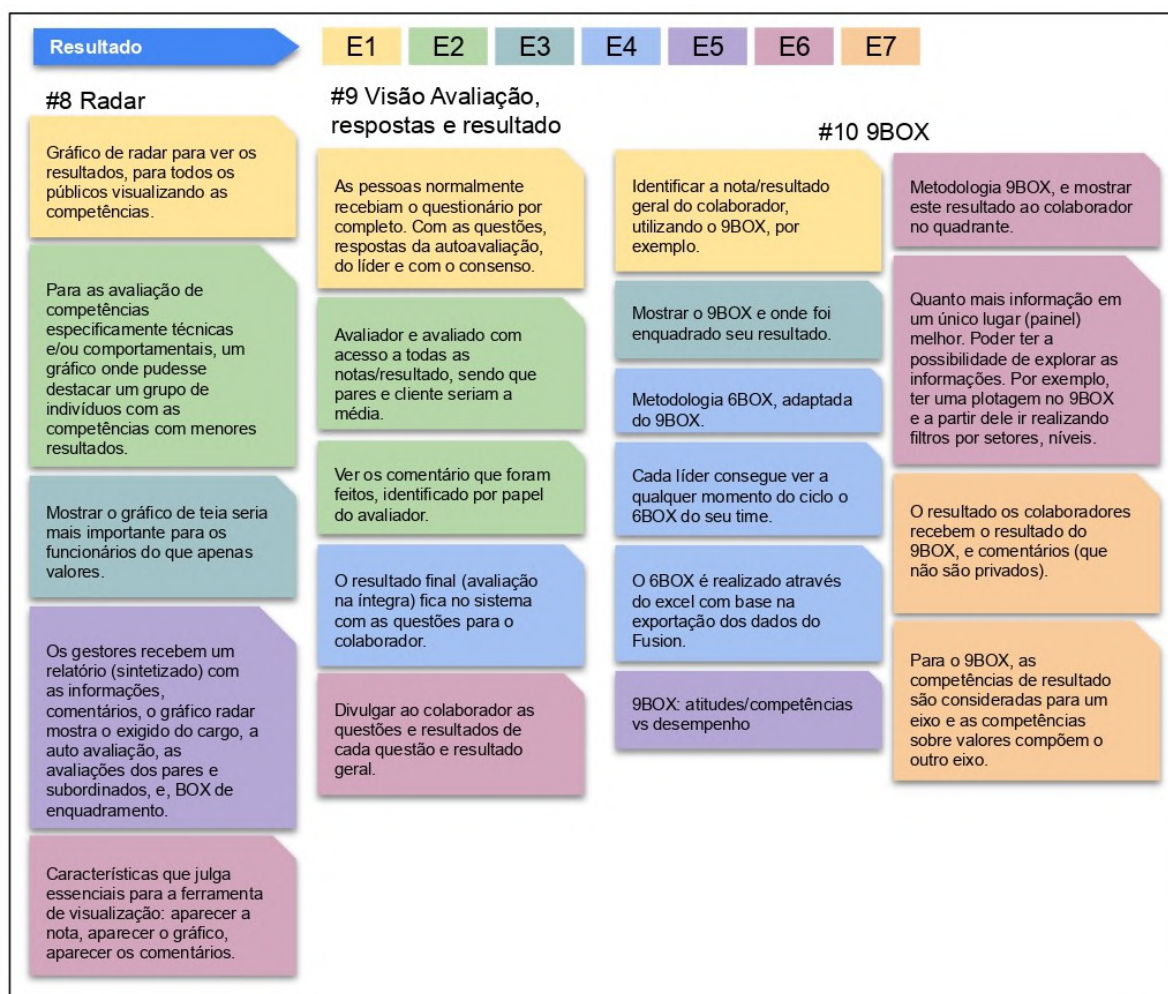 Resultado
E1
E2
E3
E4
E5
E6
E7
#8 Radar
Gráfico de radar para ver os
resultados, para todos os
públicos visualizando as
competências.
Para as avaliação de
competências
especificamente técnicas
e/ou comportamentais, um
gráfico onde pudesse
destacar um grupo de
indivíduos com as
competências com menores
resultados.
Mostrar o gráfico de teia seria
mais importante para os
funcionários do que apenas
valores.
Os gestores recebem um
relatório (sintetizado) com
as informações,
comentários, o gráfico radar
mostra o exigido do cargo, a
auto avaliação, as
avaliações dos pares e
subordinados, e, BOX de
enquadramento.
Características que julga
essenciais para a ferramenta
de visualização: aparecer a
nota, aparecer o gráfico,
aparecer os comentários.
#9 Visão Avaliação,
respostas e resultado
As pessoas normalmente
recebiam o questionário por
completo. Com as questões,
respostas da autoavaliação,
do líder e com o consenso.
Avaliador e avaliado com
acesso a todas as
notas/resultado, sendo que
pares e cliente seriam a
média.
Ver os comentário que foram
feitos, identificado por papel
do avaliador.
O resultado final (avaliação
na íntegra) fica no sistema
com as questões para o
colaborador.
Divulgar ao colaborador as
questões e resultados de
cada questão e resultado
geral.
#10 9BOX
Identificar a nota/resultado
geral do colaborador,
utilizando o 9BOX, por
exemplo.
Mostrar o 9BOX e onde foi
enquadrado seu resultado.
Metodologia 6BOX, adaptada
do 9BOX.
Cada líder consegue ver a
qualquer momento do ciclo o
6BOX do seu time.
O 6BOX é realizado através
do excel com base na
exportação dos dados do
Fusion.
9BOX: atitudes/competências
vs desempenho
Metodologia 9BOX, e mostrar
este resultado ao colaborador
no quadrante.
Quanto mais informação em
um único lugar (painel)
melhor. Poder ter a
possibilidade de explorar as
informações. Por exemplo,
ter uma plotagem no 9BOX
e a partir dele ir realizando
filtros por setores, níveis.
O resultado os colaboradores
recebem o resultado do
9BOX, e comentários (que
não são privados).
Para o 9BOX, as
competências de resultado
são consideradas para um
eixo e as competências
sobre valores compõem o
outro eixo.